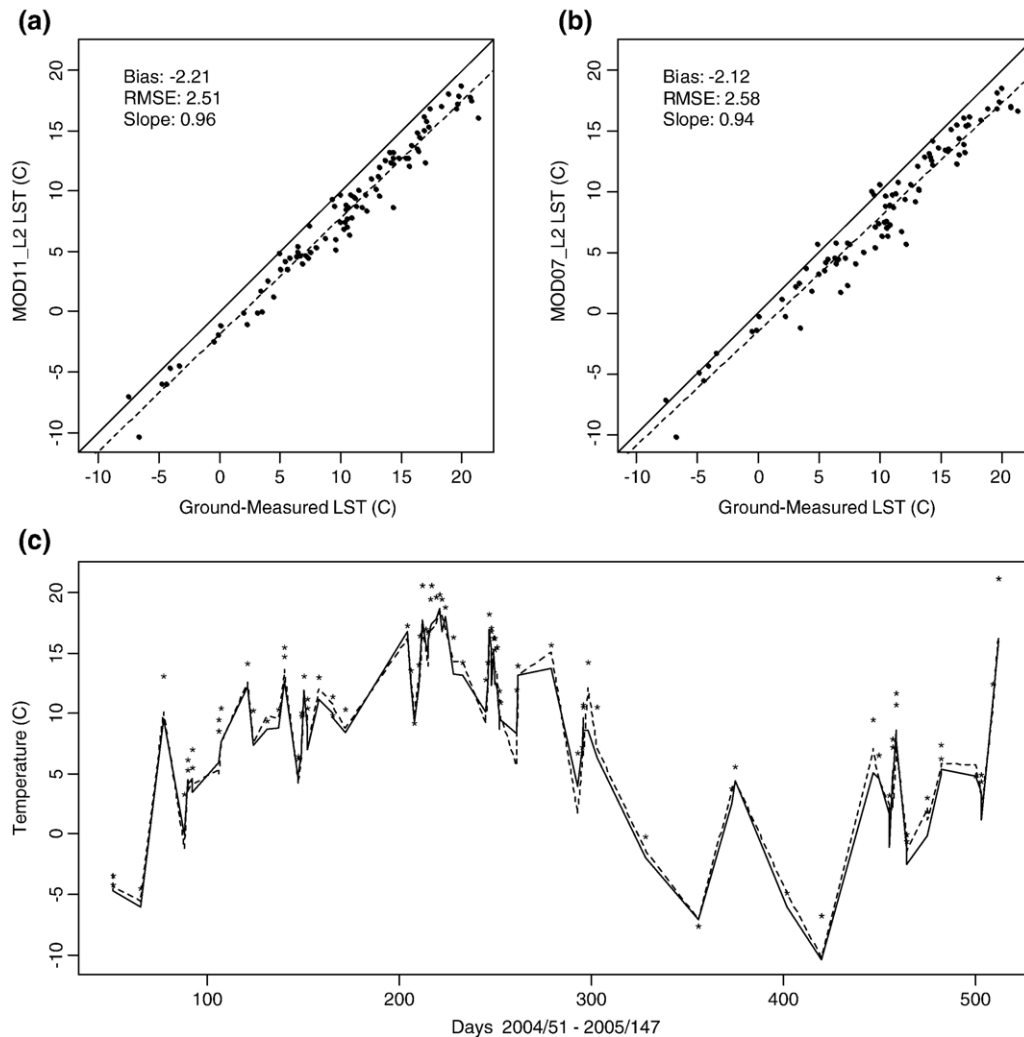 (a)
Bias: -2.21
RMSE: 2.51
Slope: 0.96
20
15
10
5
0
-5
-10
MOD11_L2 LST (C)
-10 -5 0 5 10 15 20
Ground-Measured LST (C)
(b)
Bias: -2.12
RMSE: 2.58
Slope: 0.94
20
15
10
5
0
-5
-10
MOD07_L2 LST (C)
-10 -5 0 5 10 15 20
Ground-Measured LST (C)
(c)
20
15
10
5
0
-5
-10
Temperature (C)
100 200 300 400 500
Days 2004/51 - 2005/147